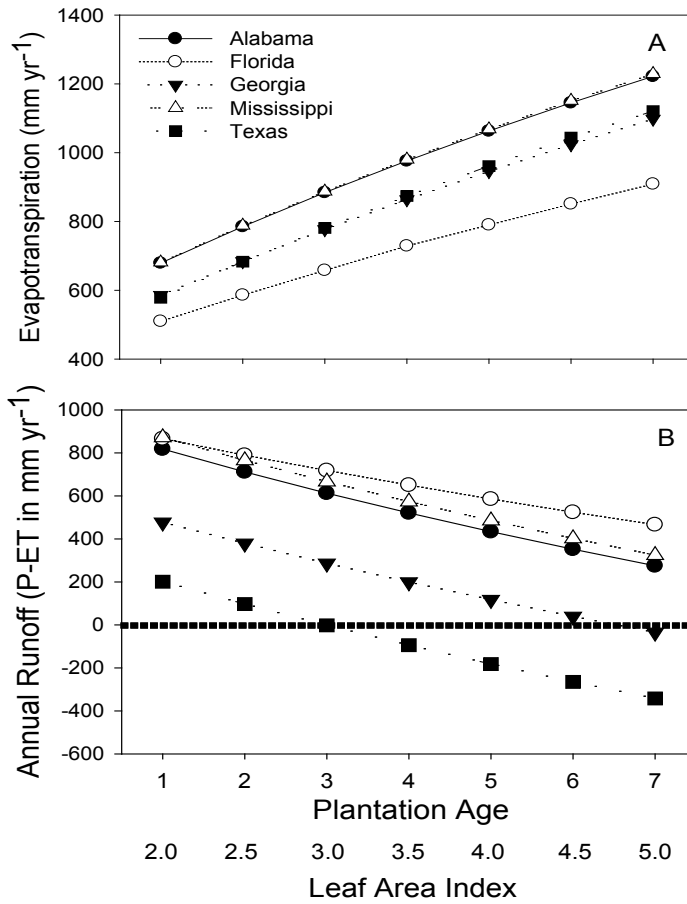 A
Alabama
Florida
Georgia
Mississippi
Texas
Evapotranspiration (mm yr-1)
1400
1200
1000
800
600
400
B
Annual Runoff (P-ET in mm yr-1)
1000
800
600
400
200
0
-200
-400
-600
1 2 3 4 5 6 7
Plantation Age
2.0 2.5 3.0 3.5 4.0 4.5 5.0
Leaf Area Index